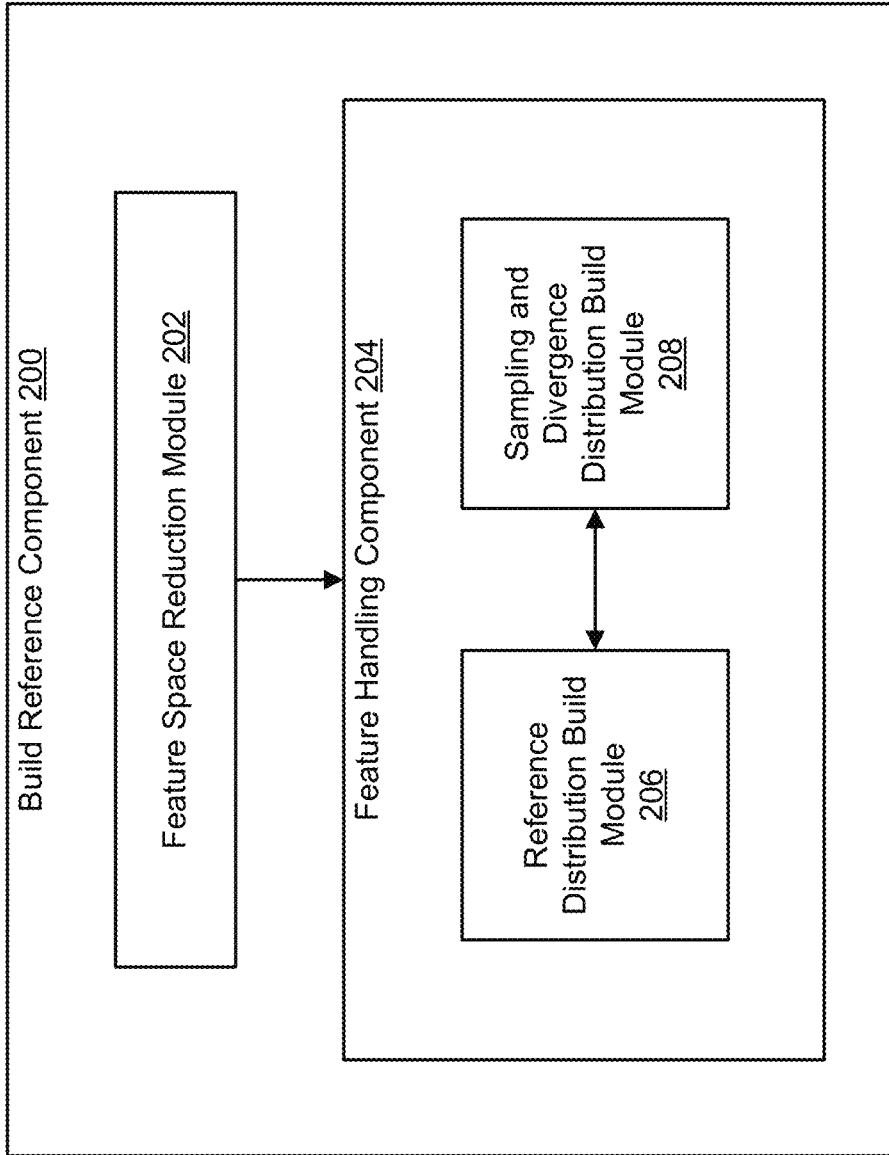 Build Reference Component 200
Feature Space Reduction Module 202
Feature Handling Component 204
Reference
Distribution Build
Module
206
Sampling and
Divergence
Distribution Build
Module
208